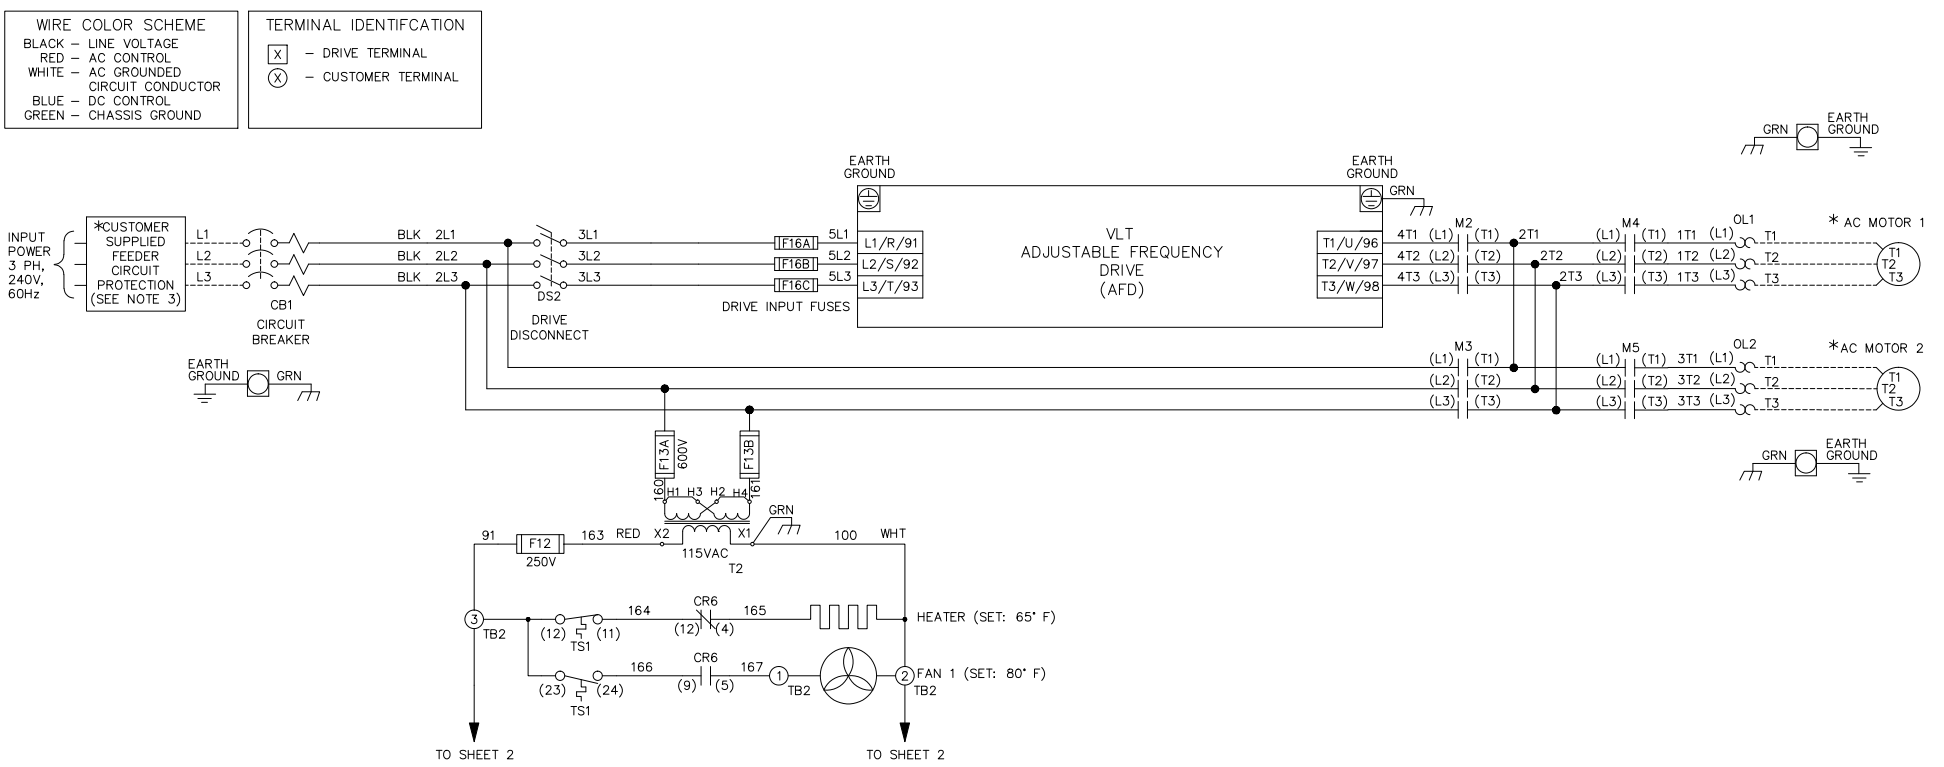 WIRE COLOR SCHEME
BLACK – LINE VOLTAGE
RED – AC CONTROL
WHITE – AC GROUNDED
CIRCUIT CONDUCTOR
BLUE – DC CONTROL
GREEN – CHASSIS GROUND
TERMINAL IDENTIFCATION
X – DRIVE TERMINAL
X – CUSTOMER TERMINAL
GRN
EARTH
GROUND
INPUT
POWER
3 PH,
240V,
60Hz
*CUSTOMER
SUPPLIED
FEEDER
CIRCUIT
PROTECTION
(SEE NOTE 3)
L1
L2
L3
CB1
CIRCUIT
BREAKER
BLK 2L1
BLK 2L2
BLK 2L3
DS2
DRIVE
DISCONNECT
3L1
3L2
3L3
F16A
F16B
F16C
DRIVE INPUT FUSES
5L1
5L2
5L3
EARTH
GROUND
L1/R/91
L2/S/92
L3/T/93
VLT
ADJUSTABLE FREQUENCY
DRIVE
(AFD)
EARTH
GROUND
GRN
T1/U/96
T2/V/97
T3/W/98
4T1 (L1) M2 (T1) 2T1 (L1) M4 (T1) 1T1 (L1) OL1 T1
4T2 (L2) (T2) 2T2 (L2) (T2) 1T2 (L2) T2
4T3 (L3) (T3) 2T3 (L3) (T3) 1T3 (L3) T3
* AC MOTOR 1
T1
T2
T3
EARTH
GROUND
GRN
(L1) M3 (T1) (L1) M5 (T1) 3T1 (L1) OL2 T1
(L2) (T2) (L2) (T2) 3T2 (L2) T2
(L3) (T3) (L3) (T3) 3T3 (L3) T3
*AC MOTOR 2
T1
T2
T3
GRN
EARTH
GROUND
F13A
600V
F13B
160
161
H1 H3 H2 H4
GRN
91
F12
250V
163 RED X2
X1
115VAC
T2
100 WHT
3
TB2
(12) (11)
TS1
164
CR6
(12) (4)
165
HEATER (SET: 65° F)
(23) (24)
TS1
166
CR6
(9) (5)
167
1
TB2
2
TB2
FAN 1 (SET: 80° F)
TO SHEET 2
TO SHEET 2